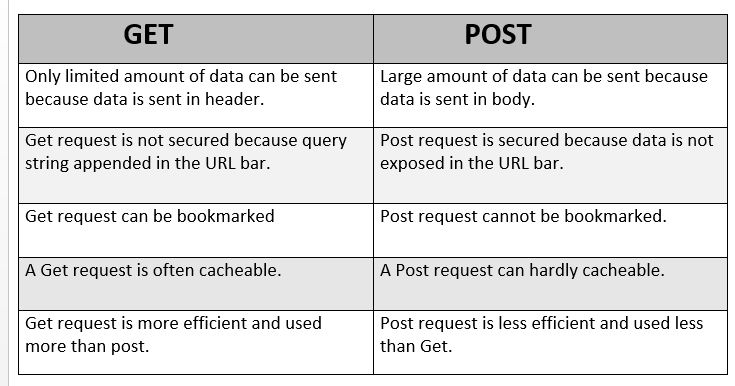 GET
POST
Only limited amount of data can be sent
because data is sent in header.
Large amount of data can be sent because
data is sent in body.
Get request is not secured because query
string appended in the URL bar.
Post request is secured because data is not
exposed in the URL bar.
Get request can be bookmarked
Post request cannot be bookmarked.
A Get request is often cacheable.
A Post request can hardly cacheable.
Get request is more efficient and used
more than post.
Post request is less efficient and used less
than Get.